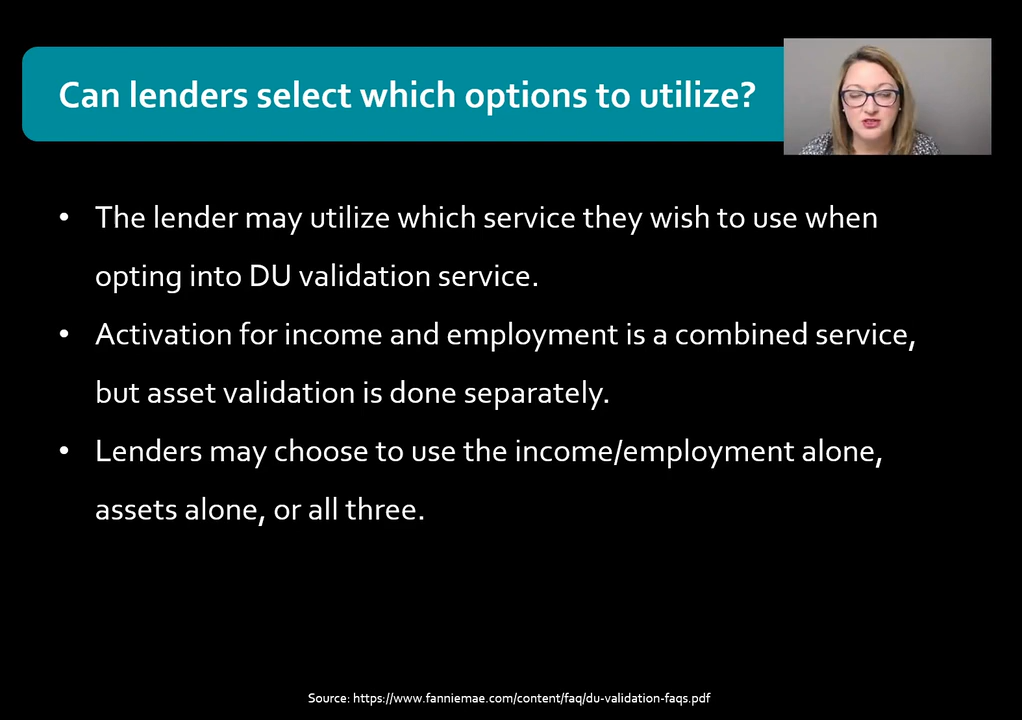 Can lenders select which options to utilize?
• The lender may utilize which service they wish to use when
opting into DU validation service.
• Activation for income and employment is a combined service,
but asset validation is done separately.
• Lenders may choose to use the income/employment alone,
assets alone, or all three.
Source: https://www.fanniemae.com/content/faq/du-validation-faqs.pdf